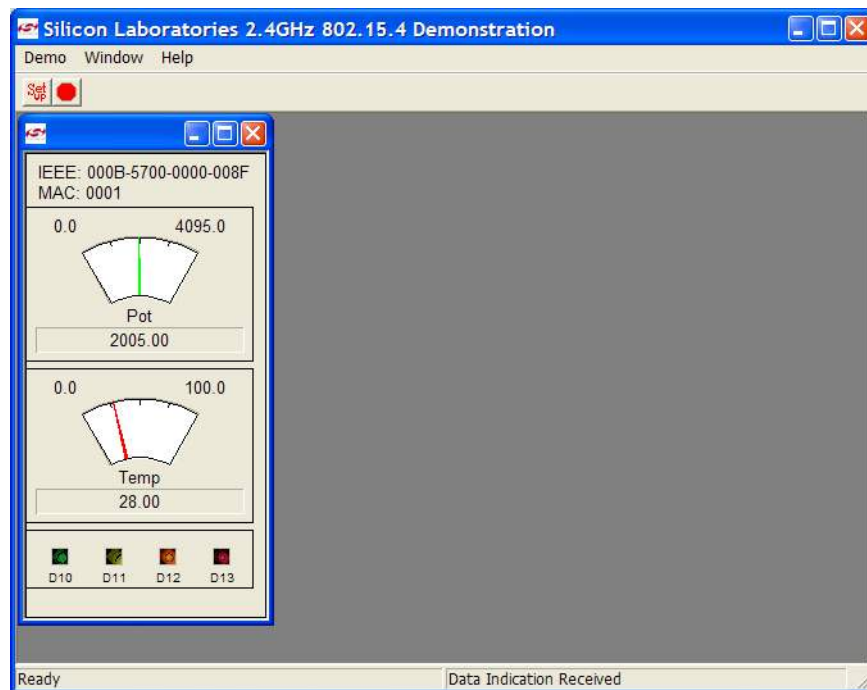 Silicon Laboratories 2.4GHz 802.15.4 Demonstration
Demo Window Help
Set
UP
IEEE: 000B-5700-0000-008F
MAC: 0001
0.0 4095.0
Pot
2005.00
0.0 100.0
Temp
28.00
D10 D11 D12 D13
Ready Data Indication Received